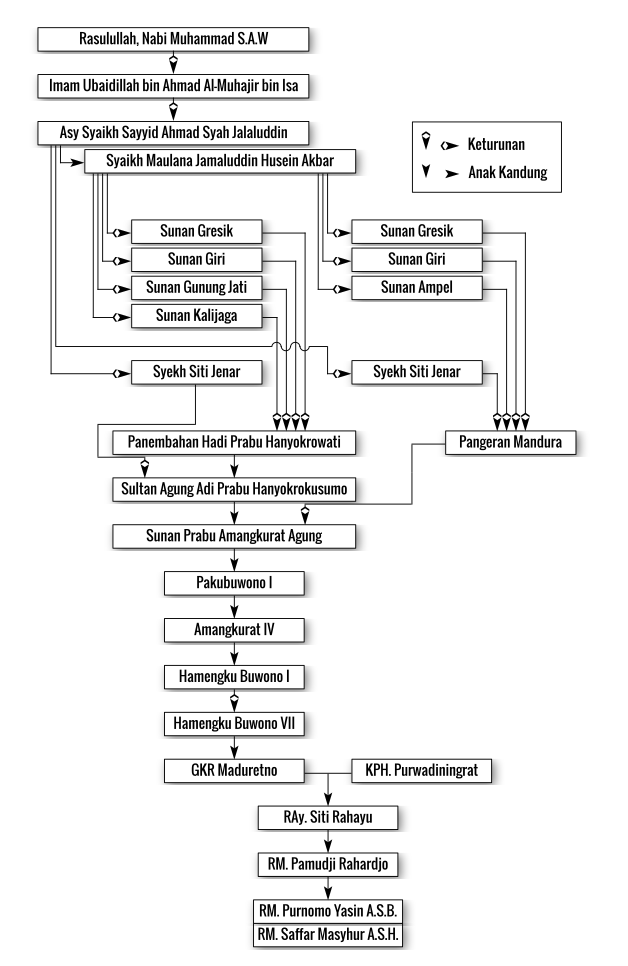 Rasulullah, Nabi Muhammad S.A.W
Imam Ubaidillah bin Ahmad Al-Muhajir bin Isa
Asy Syaikh Sayyid Ahmad Syah Jalaluddin
Syaikh Maulana Jamaluddin Husein Akbar
Keturunan
Anak Kandung
Sunan Gresik
Sunan Giri
Sunan Gunung Jati
Sunan Kalijaga
Syekh Siti Jenar
Sunan Gresik
Sunan Giri
Sunan Ampel
Syekh Siti Jenar
Panembahan Hadi Prabu Hanyokrowati
Pangeran Mandura
Sultan Agung Adi Prabu Hanyokrokusumo
Sunan Prabu Amangkurat Agung
Pakubuwono I
Amangkurat IV
Hamengku Buwono I
Hamengku Buwono VII
GKR Maduretno
KPH. Purwadiningrat
RAy. Siti Rahayu
RM. Pamudji Rahardjo
RM. Purnomo Yasin A.S.B.
RM. Saffar Masyhur A.S.H.